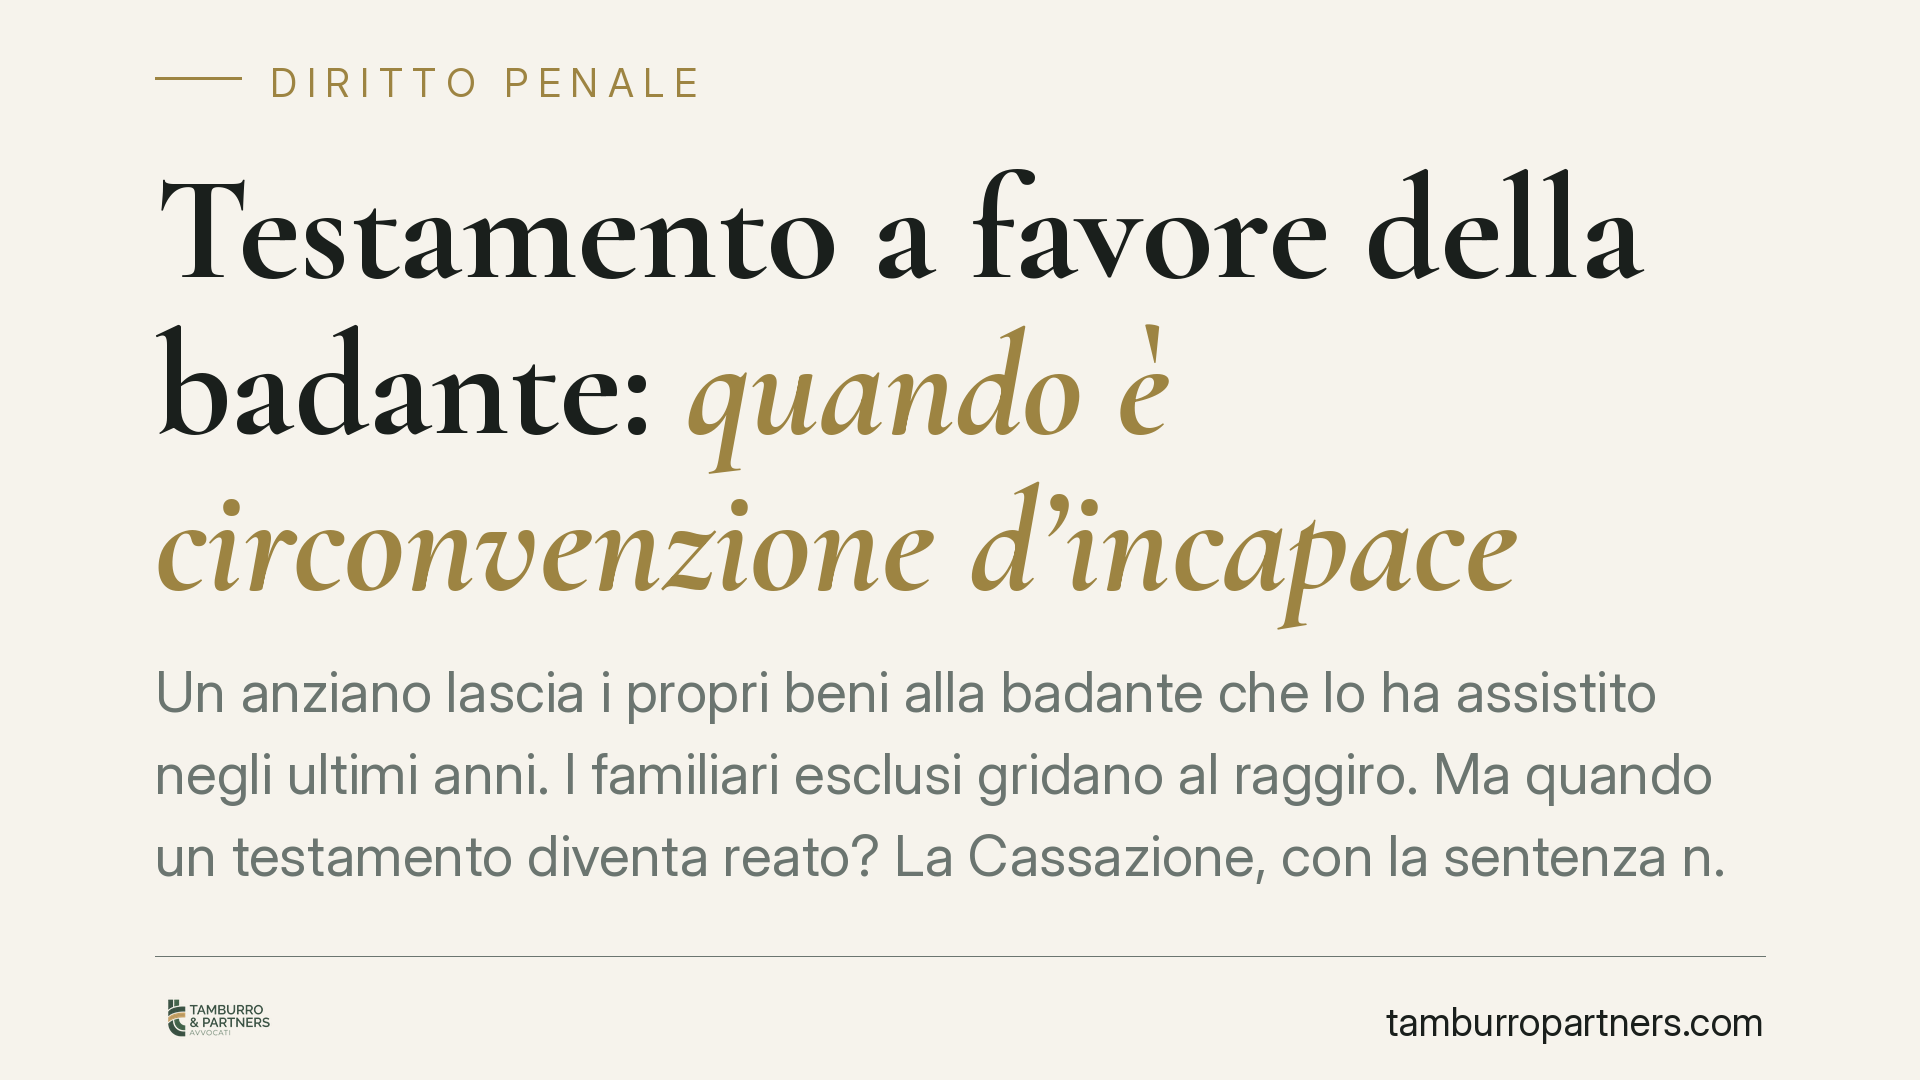 DIRITTO PENALE
Testamento a favore della
badante: quando è
circonvenzione d’incapace
Un anziano lascia i propri beni alla badante che lo ha assistito
negli ultimi anni. I familiari esclusi gridano al raggiro. Ma quando
un testamento diventa reato? La Cassazione, con la sentenza n.
TAMBURRO
& PARTNERS
AVVOCATI
tamburropartners.com